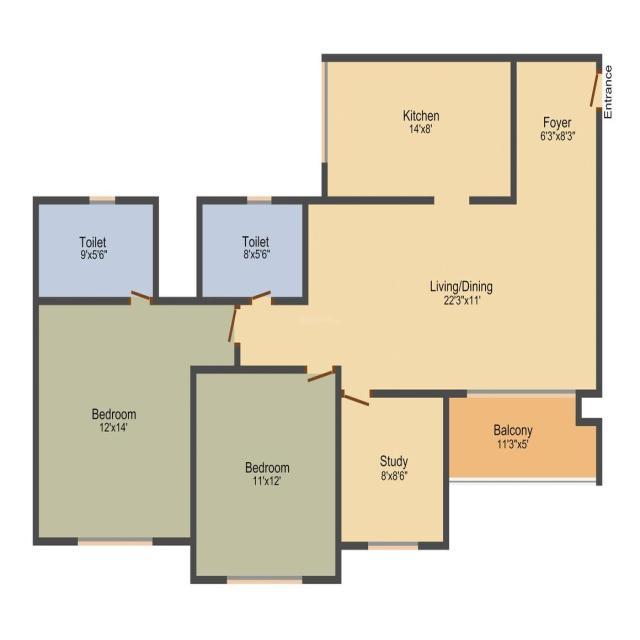 Entrance
Kitchen
14'x8'
Foyer
6'3"x8'3"
Toilet
9'x5'6"
Toilet
8'x5'6"
Living/Dining
22'3"x11'
Bedroom
12'x14'
Balcony
11'3"x5'
Bedroom
11'x12'
Study
8'x8'6"